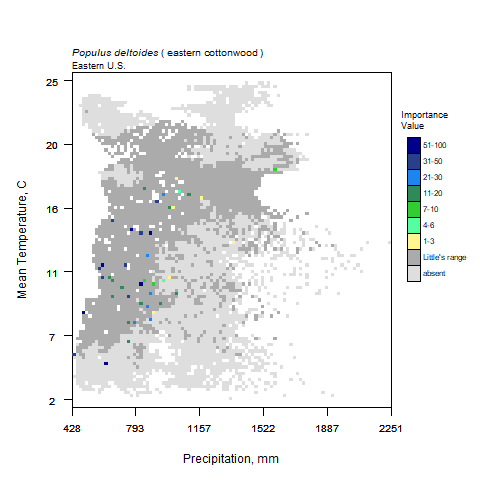 Populus deltoides ( eastern cottonwood )
Eastern U.S.
Importance
Value
51-100
31-50
21-30
11-20
7-10
4-6
1-3
Little's range
absent
Mean Temperature, C
25
20
16
11
7
2
428 793 1157 1522 1887 2251
Precipitation, mm